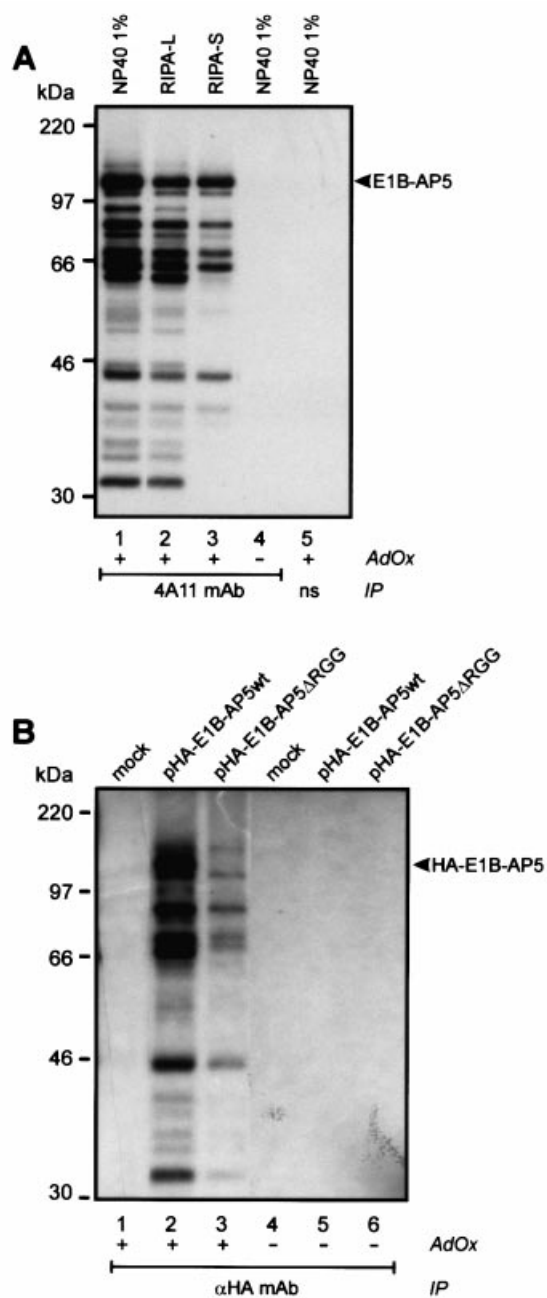 A
NP40 1%
RIPA-L
RIPA-S
NP40 1%
NP40 1%
kDa
220
97
66
46
30
E1B-AP5
1 2 3 4 5
+ + + - + AdOx
4A11 mAb ns IP
B
mock
pHA-E1B-AP5wt
pHA-E1B-AP5ΔRGG
mock
pHA-E1B-AP5wt
pHA-E1B-AP5ΔRGG
kDa
220
97
66
46
30
HA-E1B-AP5
1 2 3 4 5 6
+ + + - - - AdOx
αHA mAb IP